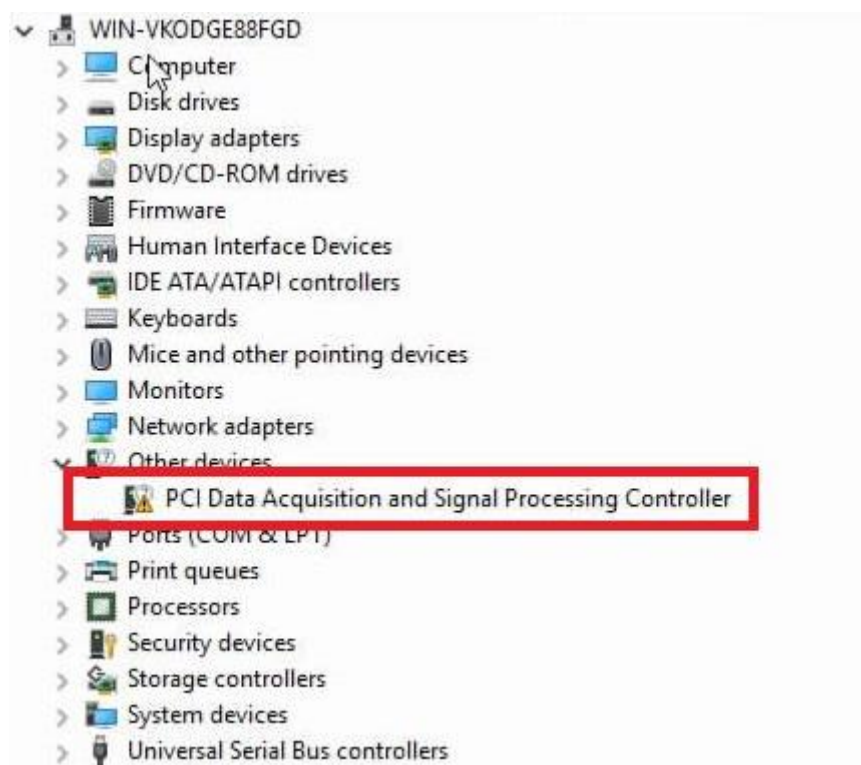 WIN-VKODGE88FGD
Computer
Disk drives
Display adapters
DVD/CD-ROM drives
Firmware
Human Interface Devices
IDE ATA/ATAPI controllers
Keyboards
Mice and other pointing devices
Monitors
Network adapters
Other devices
PCI Data Acquisition and Signal Processing Controller
Ports (COM & LPT)
Print queues
Processors
Security devices
Storage controllers
System devices
Universal Serial Bus controllers